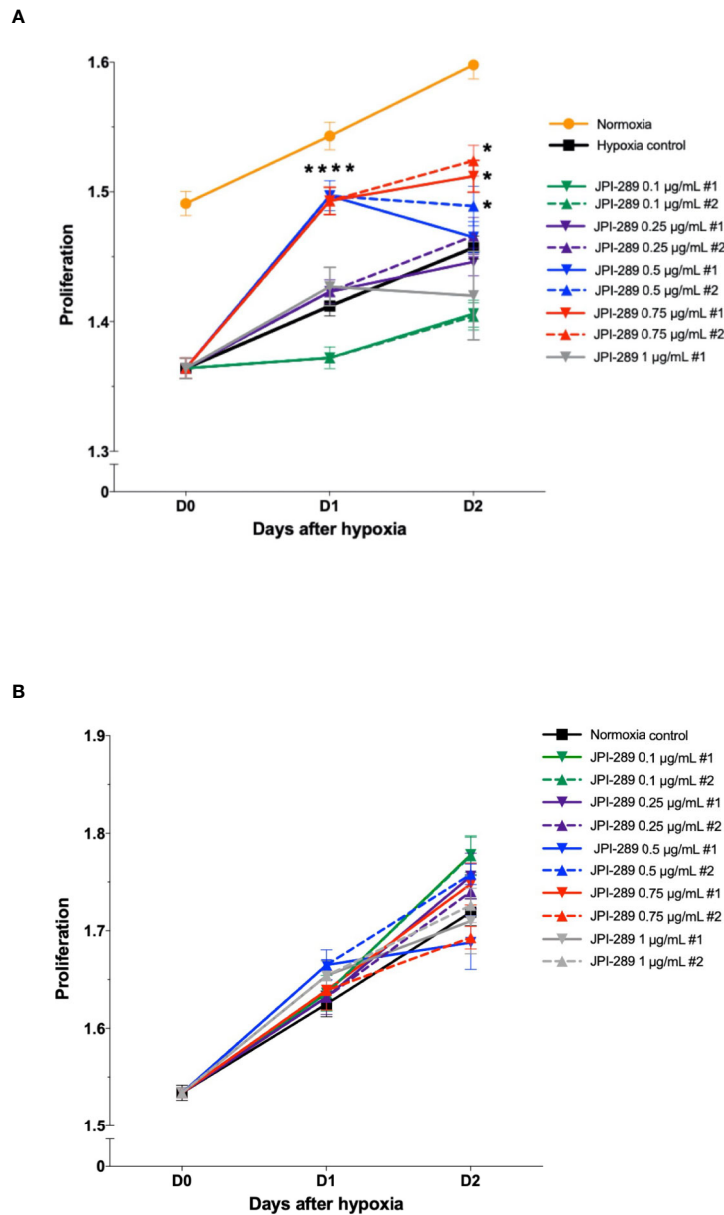 A
1.6
1.5
1.4
1.3
0
Proliferation
****
*
*
*
D0
D1
D2
Days after hypoxia
Normoxia
Hypoxia control
JPI-289 0.1 µg/mL #1
JPI-289 0.1 µg/mL #2
JPI-289 0.25 µg/mL #1
JPI-289 0.25 µg/mL #2
JPI-289 0.5 µg/mL #1
JPI-289 0.5 µg/mL #2
JPI-289 0.75 µg/mL #1
JPI-289 0.75 µg/mL #2
JPI-289 1 µg/mL #1
B
1.9
1.8
1.7
1.6
1.5
0
Proliferation
D0
D1
D2
Days after hypoxia
Normoxia control
JPI-289 0.1 µg/mL #1
JPI-289 0.1 µg/mL #2
JPI-289 0.25 µg/mL #1
JPI-289 0.25 µg/mL #2
JPI-289 0.5 µg/mL #1
JPI-289 0.5 µg/mL #2
JPI-289 0.75 µg/mL #1
JPI-289 0.75 µg/mL #2
JPI-289 1 µg/mL #1
JPI-289 1 µg/mL #2